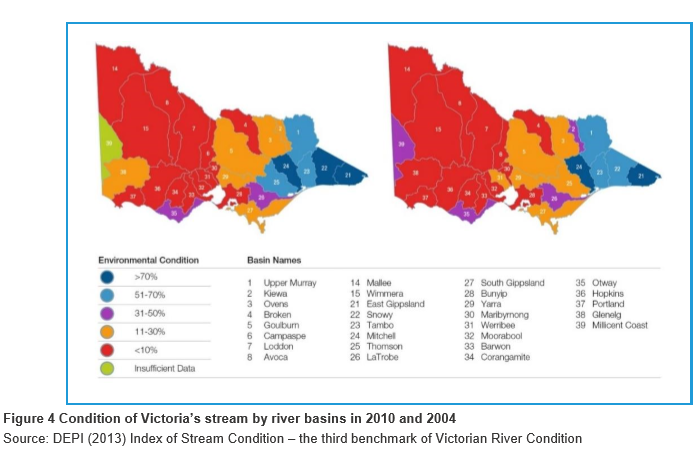 Environmental Condition
>70%
51-70%
31-50%
11-30%
<10%
Insufficient Data
Basin Names
1 Upper Murray
2 Kiewa
3 Ovens
4 Broken
5 Goulburn
6 Campaspe
7 Loddon
8 Avoca
14 Mallee
15 Wimmera
21 East Gippsland
22 Snowy
23 Tambo
24 Mitchell
25 Thomson
26 LaTrobe
27 South Gippsland
28 Bunyip
29 Yarra
30 Maribyrnong
31 Werribee
32 Moorabool
33 Barwon
34 Corangamite
35 Otway
36 Hopkins
37 Portland
38 Glenelg
39 Millicent Coast
Figure 4 Condition of Victoria's stream by river basins in 2010 and 2004
Source: DEPI (2013) Index of Stream Condition – the third benchmark of Victorian River Condition